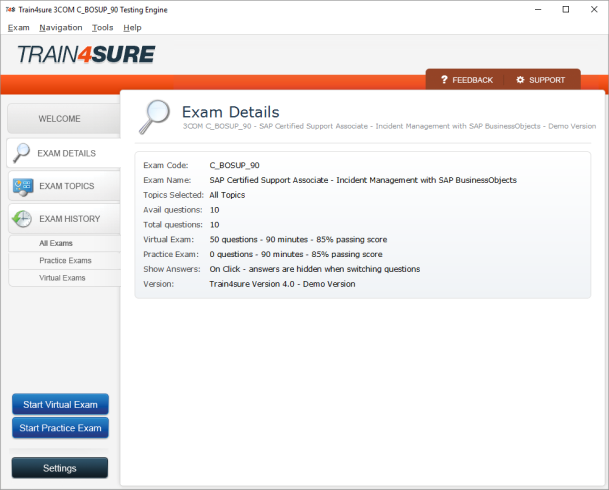 Train4sure 3COM C_BOSUP_90 Testing Engine
Exam Navigation Tools Help
TRAIN4SURE
? FEEDBACK SUPPORT
WELCOME
EXAM DETAILS
EXAM TOPICS
EXAM HISTORY
All Exams
Practice Exams
Virtual Exams
Start Virtual Exam
Start Practice Exam
Settings
Exam Details
3COM C_BOSUP_90 - SAP Certified Support Associate - Incident Management with SAP BusinessObjects - Demo Version
Exam Code: C_BOSUP_90
Exam Name: SAP Certified Support Associate - Incident Management with SAP BusinessObjects
Topics Selected: All Topics
Avail questions: 10
Total questions: 10
Virtual Exam: 50 questions - 90 minutes - 85% passing score
Practice Exam: 0 questions - 90 minutes - 85% passing score
Show Answers: On Click - answers are hidden when switching questions
Version: Train4sure Version 4.0 - Demo Version